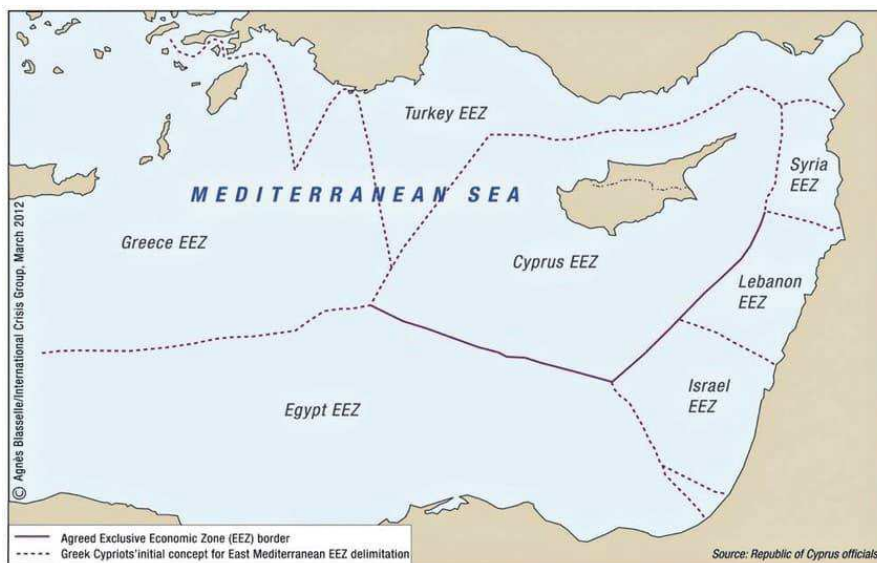 Turkey EEZ
Syria
EEZ
MEDITERRANEAN SEA
Greece EEZ
Cyprus EEZ
Lebanon
EEZ
Israel
EEZ
Egypt EEZ
© Agnès Blasselle/International Crisis Group, March 2012
Agreed Exclusive Economic Zone (EEZ) border
Greek Cypriots'initial concept for East Mediterranean EEZ delimitation
Source: Republic of Cyprus officials